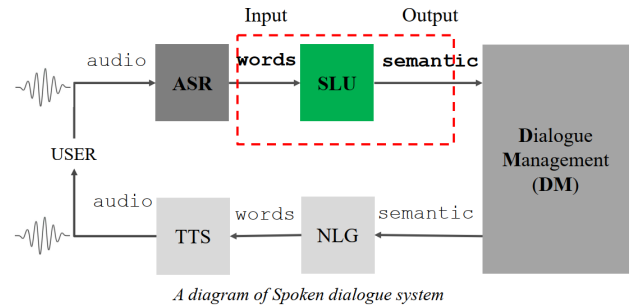 Input
Output
audio
words
semantic
ASR
SLU
Dialogue
Management
(DM)
USER
audio
words
semantic
TTS
NLG
A diagram of Spoken dialogue system